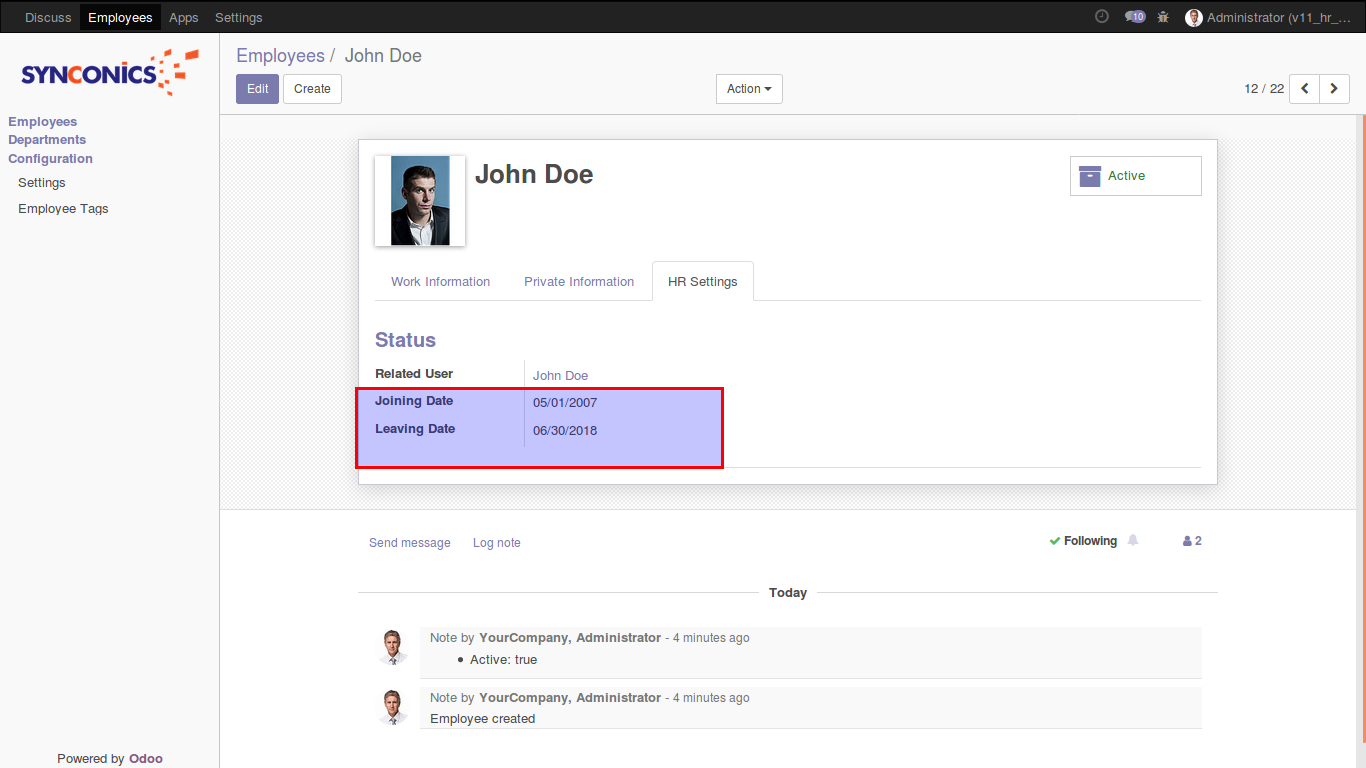 Discuss Employees Apps Settings 10 Administrator (v11_hr_...
SYNCONICS
Employees / John Doe
Edit Create Action 12 / 22
Employees
Departments
Configuration
Settings
Employee Tags
John Doe
Active
Work Information Private Information HR Settings
Status
Related User John Doe
Joining Date 05/01/2007
Leaving Date 06/30/2018
Send message Log note Following 2
Today
Note by YourCompany, Administrator - 4 minutes ago
• Active: true
Note by YourCompany, Administrator - 4 minutes ago
Employee created
Powered by Odoo